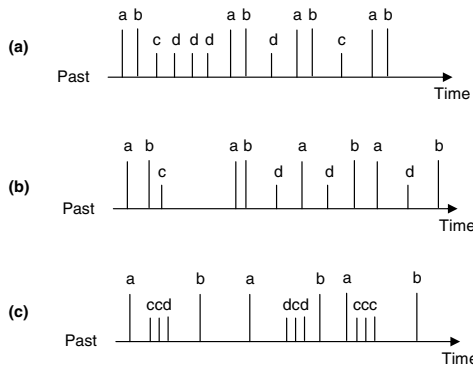 a b c d d d a b d a b c a b
(a)
Past
Time
a b c a b d a d b a d b
(b)
Past
Time
a ccd b a dcd b a ccc b
(c)
Past
Time